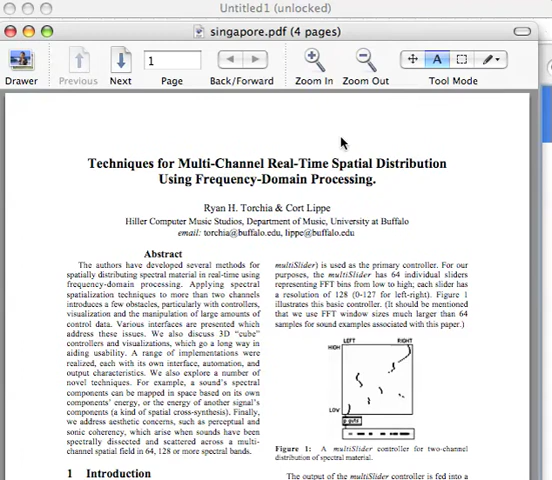 Untitled1 (unlocked)
singapore.pdf (4 pages)
1
Drawer
Previous
Next
Page
Back/Forward
Zoom In
Zoom Out
Tool Mode
A
Techniques for Multi-Channel Real-Time Spatial Distribution
Using Frequency-Domain Processing.
Ryan H. Torchia & Cort Lippe
Hiller Computer Music Studios, Department of Music, University at Buffalo
email: torchia@buffalo.edu, lippe@buffalo.edu
Abstract
The authors have developed several methods for
spatially distributing spectral material in real-time using
frequency-domain processing. Applying spectral
spatialization techniques to more than two channels
introduces a few obstacles, particularly with controllers,
visualization and the manipulation of large amounts of
control data. Various interfaces are presented which
address these issues. We also discuss 3D “cube”
controllers and visualizations, which go a long way in
aiding usability. A range of implementations were
realized, each with its own interface, automation, and
output characteristics. We also explore a number of
novel techniques. For example, a sound's spectral
components can be mapped in space based on its own
components’ energy, or the energy of another signal's
components (a kind of spatial cross-synthesis). Finally,
we address aesthetic concerns, such as perceptual and
sonic coherency, which arise when sounds have been
spectrally dissected and scattered across a multi-
channel spatial field in 64, 128 or more spectral bands.
1 Introduction
multiSlider) is used as the primary controller. For our
purposes, the multiSlider has 64 individual sliders
representing FFT bins from low to high; each slider has
a resolution of 128 (0-127 for left-right). Figure 1
illustrates this basic controller. (It should be mentioned
that we use FFT window sizes much larger than 64
samples for sound examples associated with this paper.)
LEFT RIGHT
HIGH
LOW
Figure 1: A multiSlider controller for two-channel
distribution of spectral material.
The output of the multiSlider controller is fed into a